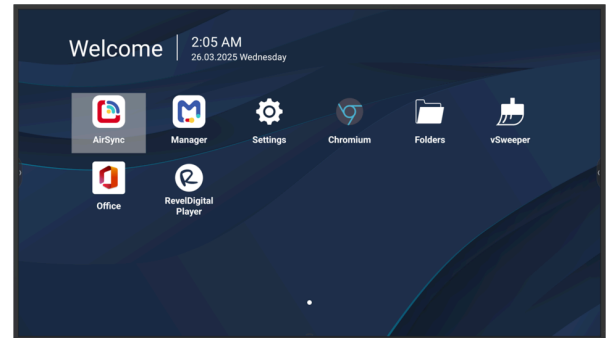 Welcome
2:05 AM
26.03.2025 Wednesday
AirSync
Manager
Settings
Chromium
Folders
vSweeper
Office
RevelDigital
Player